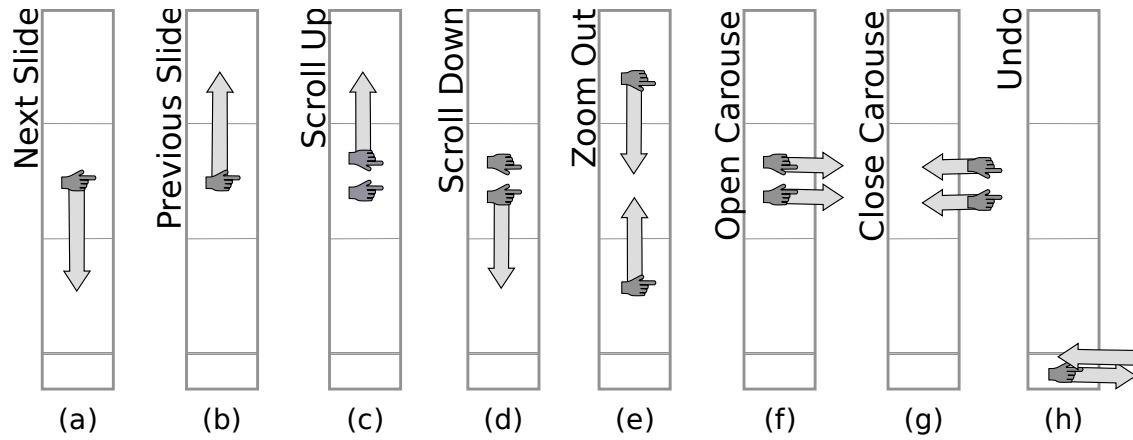 Next Slide
Previous Slide
Scroll Up
Scroll Down
Zoom Out
Open Carouse
Close Carouse
Undo
(a)
(b)
(c)
(d)
(e)
(f)
(g)
(h)